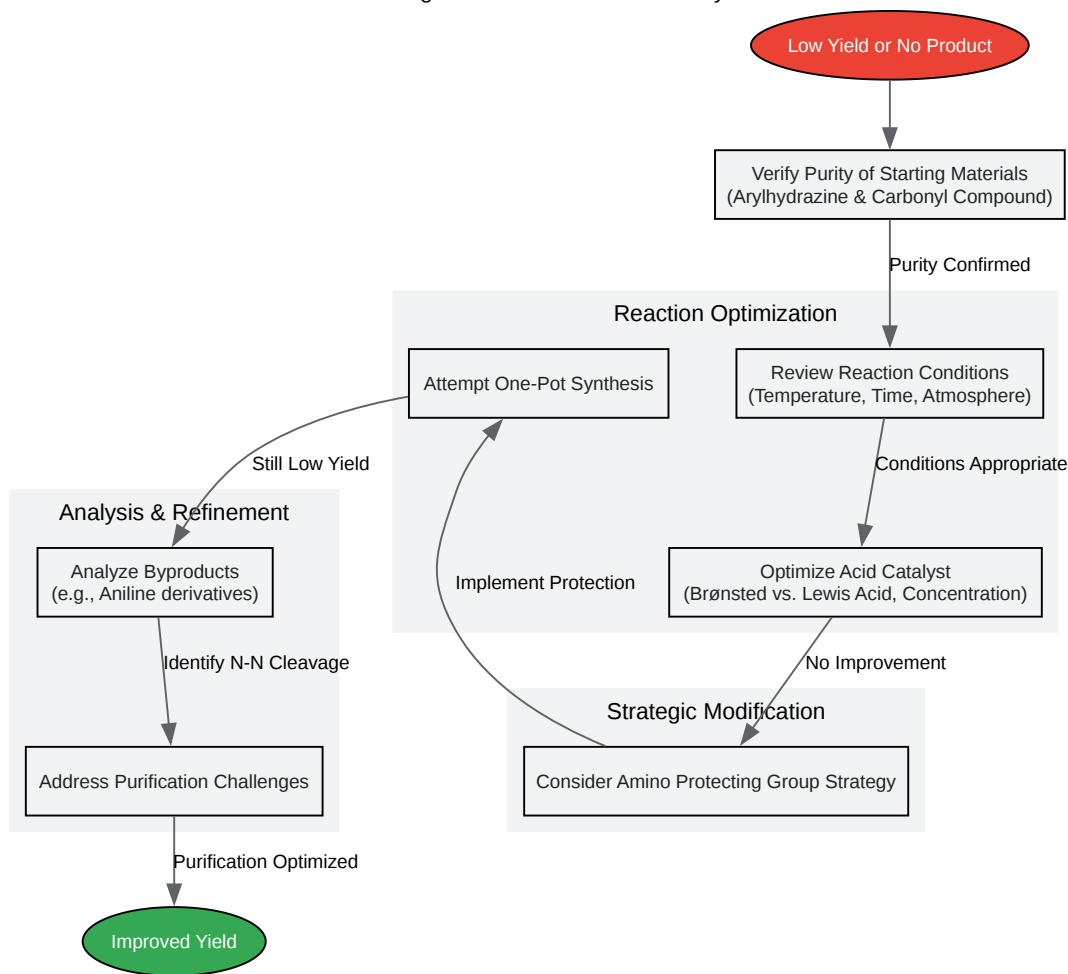 Low Yield or No Product
Verify Purity of Starting Materials
(Arylhydrazine & Carbonyl Compound)
Purity Confirmed
Reaction Optimization
Attempt One-Pot Synthesis
Review Reaction Conditions
(Temperature, Time, Atmosphere)
Still Low Yield
Conditions Appropriate
Analysis & Refinement
Analyze Byproducts
(e.g., Aniline derivatives)
Implement Protection
Optimize Acid Catalyst
(Brønsted vs. Lewis Acid, Concentration)
Identify N-N Cleavage
No Improvement
Strategic Modification
Address Purification Challenges
Consider Amino Protecting Group Strategy
Purification Optimized
Improved Yield